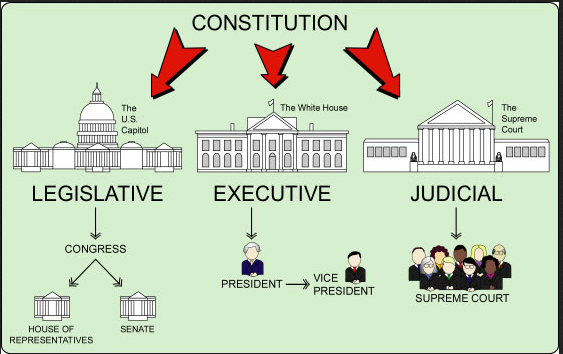 CONSTITUTION
The
U.S.
Capitol
The White House
The
Supreme
Court
LEGISLATIVE
EXECUTIVE
JUDICIAL
CONGRESS
PRESIDENT
VICE
PRESIDENT
SUPREME COURT
HOUSE OF
REPRESENTATIVES
SENATE